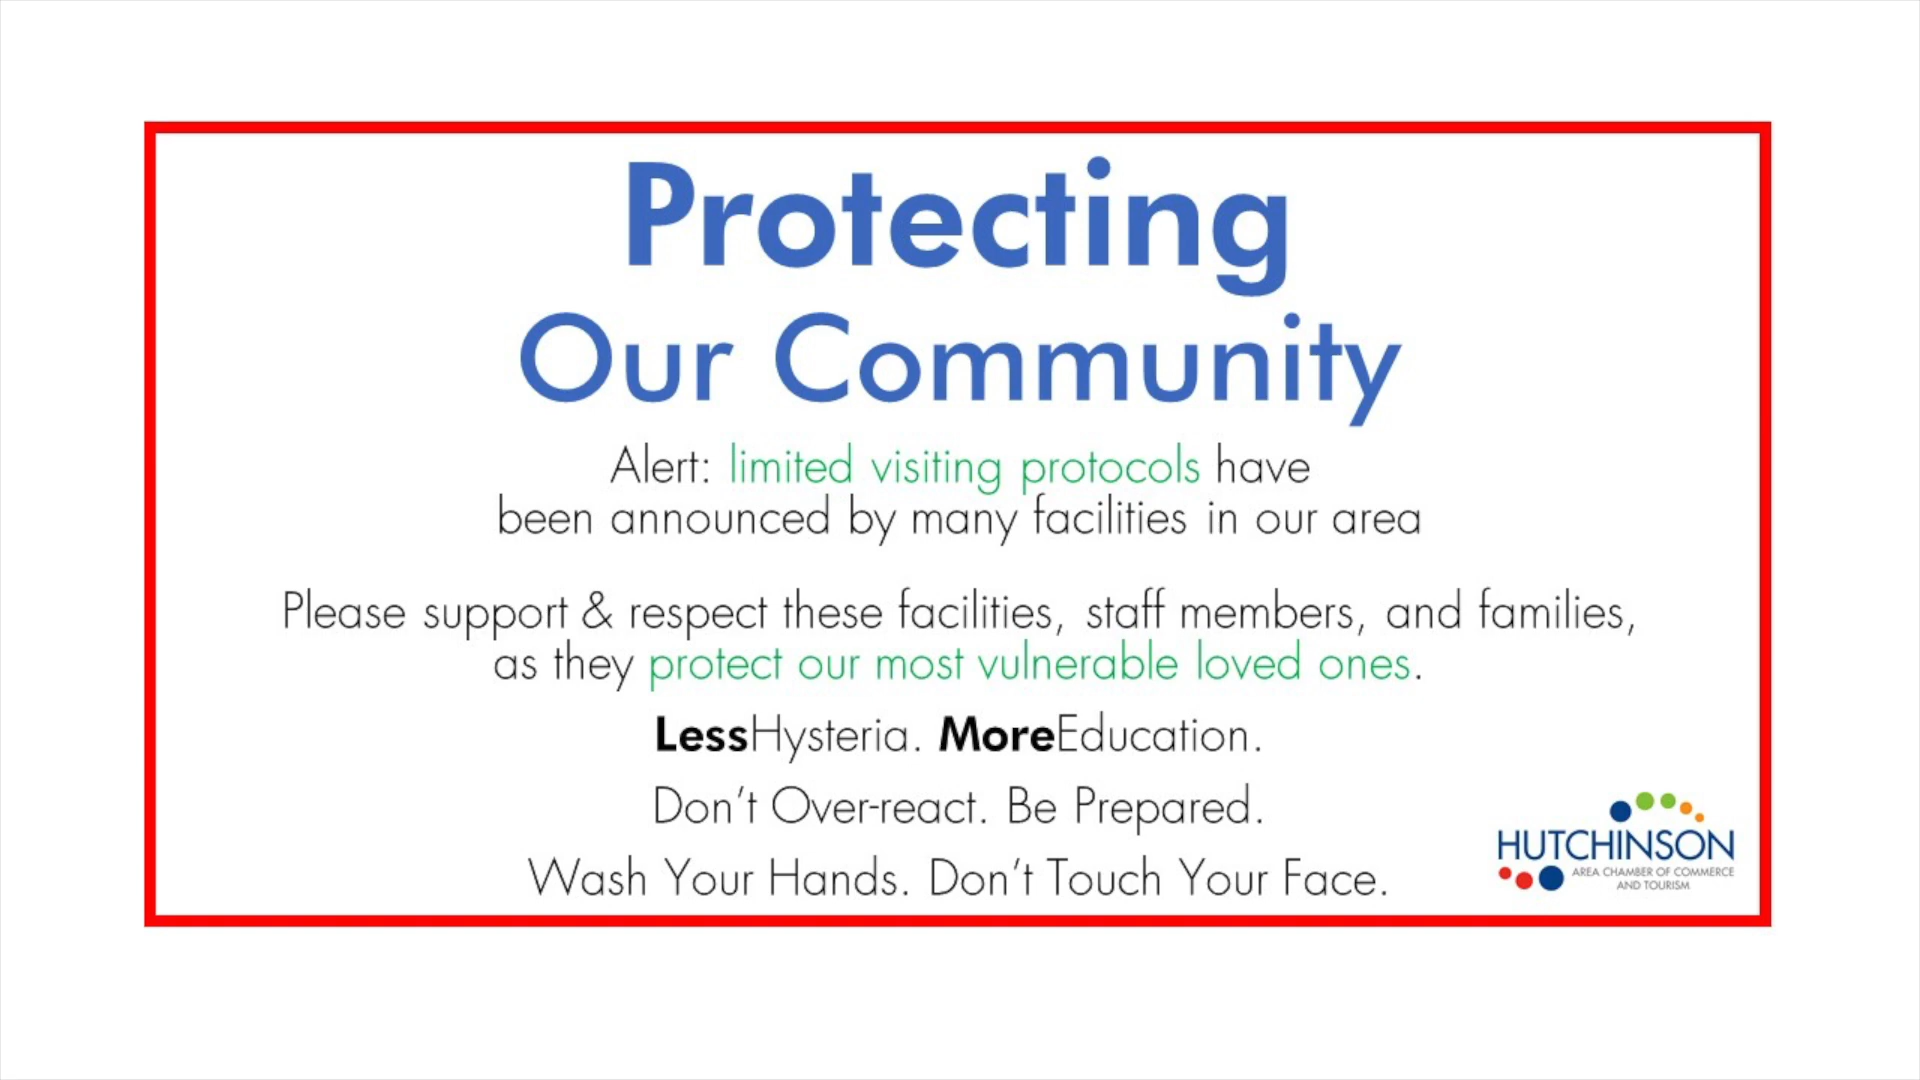 Protecting
Our Community
Alert: limited visiting protocols have
been announced by many facilities in our area
Please support & respect these facilities, staff members, and families,
as they protect our most vulnerable loved ones.
LessHysteria. MoreEducation.
Don't Over-react. Be Prepared.
Wash Your Hands. Don't Touch Your Face.
HUTCHINSON
AREA CHAMBER OF COMMERCE
AND TOURISM